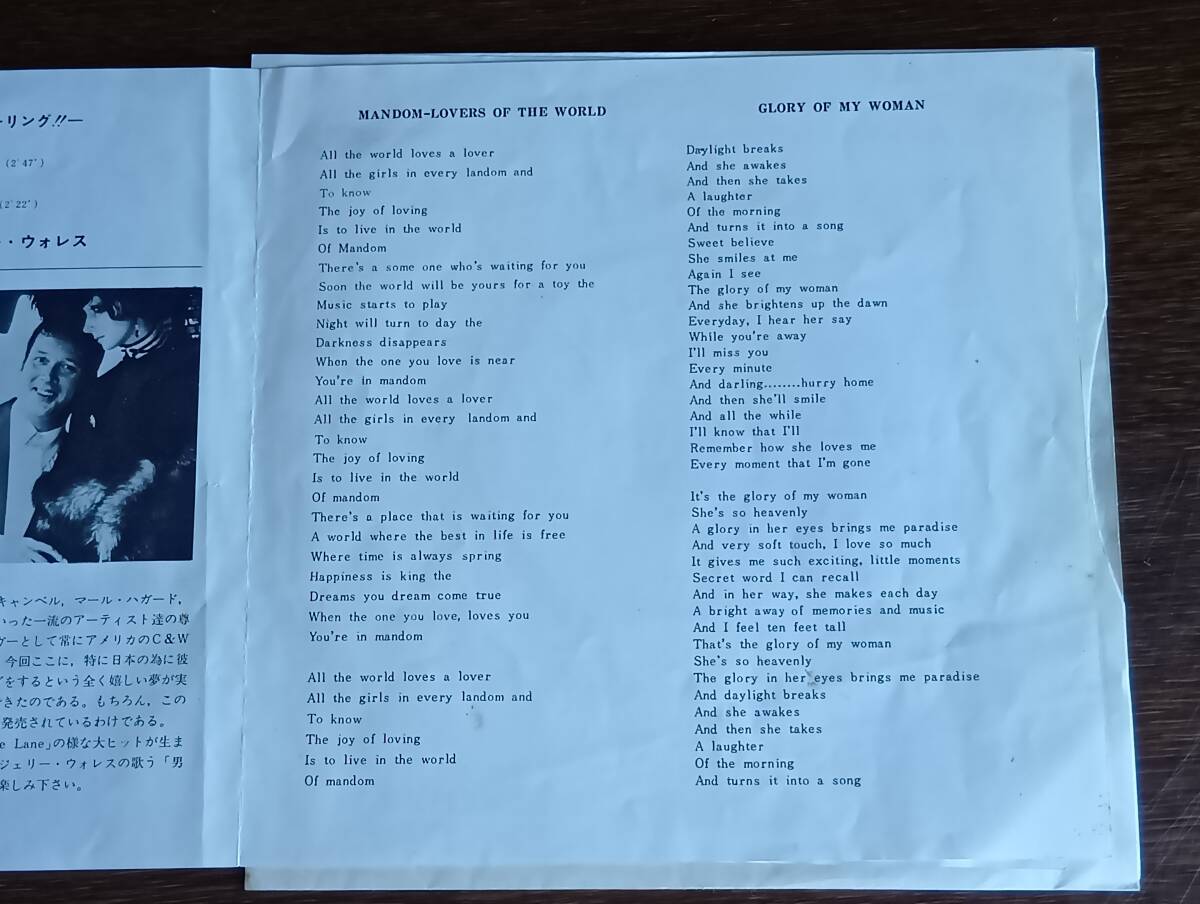 ーリング!!—
(2'47")
(2'22")
・ウォレス
キャンベル，マール・ハガード，
いった一流のアーティスト達の尊
ガーとして常にアメリカのC&W
今回ここに，特に日本の為に彼
グをするという全く嬉しい夢が実
できたのである。もちろん，この
発売されているわけである。
e Lane」の様な大ヒットが生ま
ジェリー・ウォレスの歌う「男
楽しみ下さい。
MANDOM-LOVERS OF THE WORLD
All the world loves a lover
All the girls in every landom and
To know
The joy of loving
Is to live in the world
Of Mandom
There's a some one who's waiting for you
Soon the world will be yours for a toy the
Music starts to play
Night will turn to day the
Darkness disappears
When the one you love is near
You're in mandom
All the world loves a lover
All the girls in every landom and
To know
The joy of loving
Is to live in the world
Of mandom
There's a place that is waiting for you
A world where the best in life is free
Where time is always spring
Happiness is king the
Dreams you dream come true
When the one you love, loves you
You're in mandom
All the world loves a lover
All the girls in every landom and
To know
The joy of loving
Is to live in the world
Of mandom
GLORY OF MY WOMAN
Daylight breaks
And she awakes
And then she takes
A laughter
Of the morning
And turns it into a song
Sweet believe
She smiles at me
Again I see
The glory of my woman
And she brightens up the dawn
Everyday, I hear her say
While you're away
I'll miss you
Every minute
And darling........hurry home
And then she'll smile
And all the while
I'll know that I'll
Remember how she loves me
Every moment that I'm gone
It's the glory of my woman
She's so heavenly
A glory in her eyes brings me paradise
And very soft touch, I love so much
It gives me such exciting, little moments
Secret word I can recall
And in her way, she makes each day
A bright away of memories and music
And I feel ten feet tall
That's the glory of my woman
She's so heavenly
The glory in her eyes brings me paradise
And daylight breaks
And she awakes
And then she takes
A laughter
Of the morning
And turns it into a song